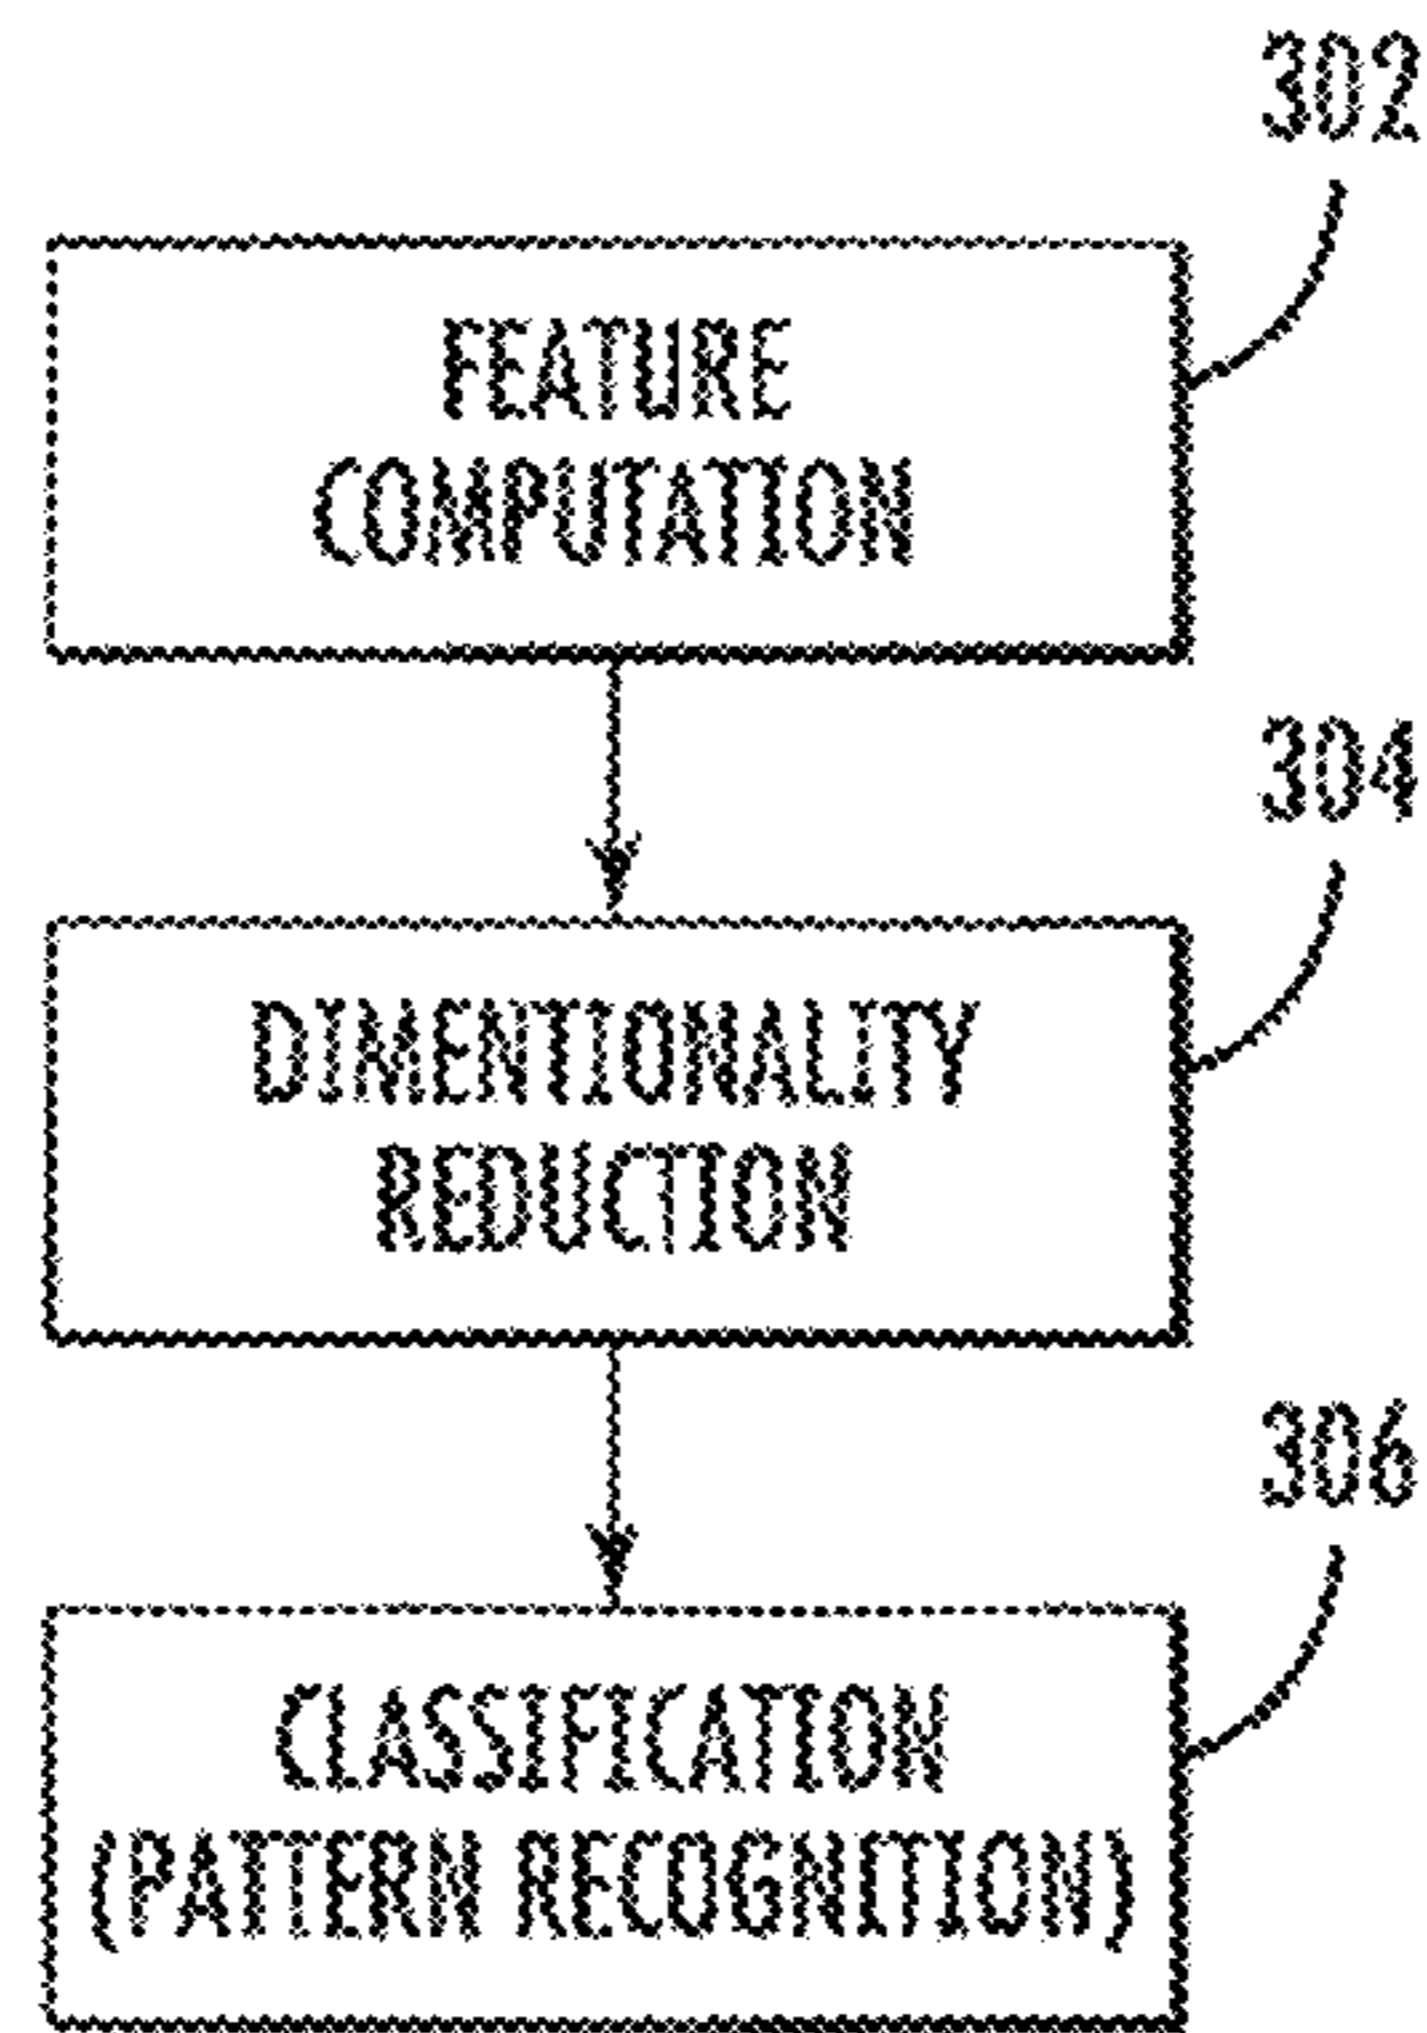 302
FEATURE
COMPUTATION
304
DIMENTIONALITY
REDUCTION
306
CLASSIFICATION
(PATTERN RECOGNITION)